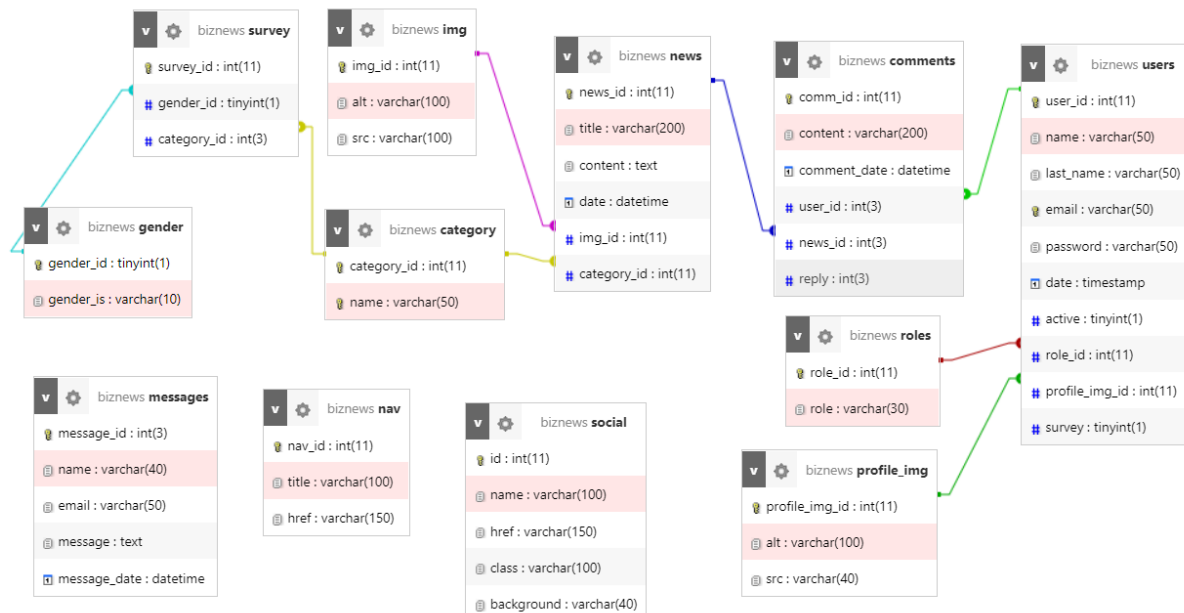 v biznews survey
survey_id : int(11)
gender_id : tinyint(1)
category_id : int(3)
v biznews img
img_id : int(11)
alt : varchar(100)
src : varchar(100)
v biznews news
news_id : int(11)
title : varchar(200)
content : text
date : datetime
img_id : int(11)
category_id : int(11)
v biznews comments
comm_id : int(11)
content : varchar(200)
comment_date : datetime
user_id : int(3)
news_id : int(3)
reply : int(3)
v biznews users
user_id : int(11)
name : varchar(50)
last_name : varchar(50)
email : varchar(50)
password : varchar(50)
date : timestamp
active : tinyint(1)
role_id : int(11)
profile_img_id : int(11)
survey : tinyint(1)
v biznews gender
gender_id : tinyint(1)
gender_is : varchar(10)
v biznews category
category_id : int(11)
name : varchar(50)
v biznews roles
role_id : int(11)
role : varchar(30)
v biznews messages
message_id : int(3)
name : varchar(40)
email : varchar(50)
message : text
message_date : datetime
v biznews nav
nav_id : int(11)
title : varchar(100)
href : varchar(150)
v biznews social
id : int(11)
name : varchar(100)
href : varchar(150)
class : varchar(100)
background : varchar(40)
v biznews profile_img
profile_img_id : int(11)
alt : varchar(100)
src : varchar(40)